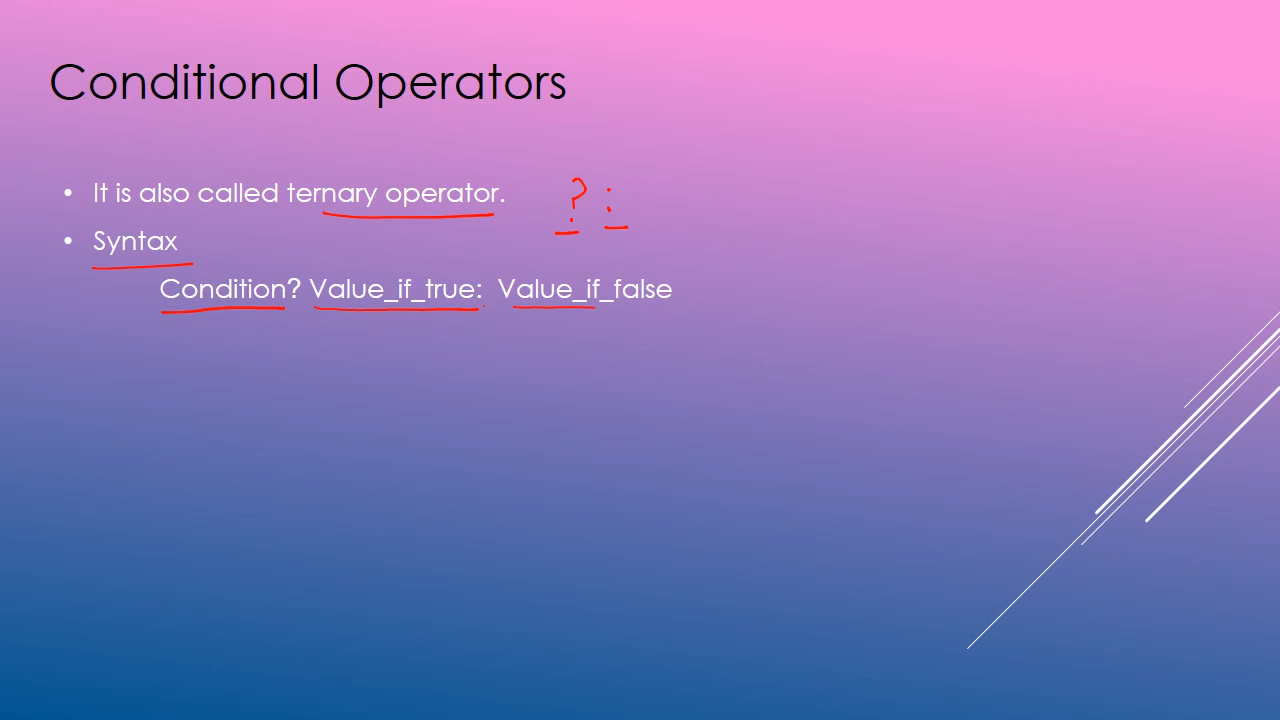 Conditional Operators
• It is also called ternary operator. ? :
• Syntax
Condition? Value_if_true: Value_if_false